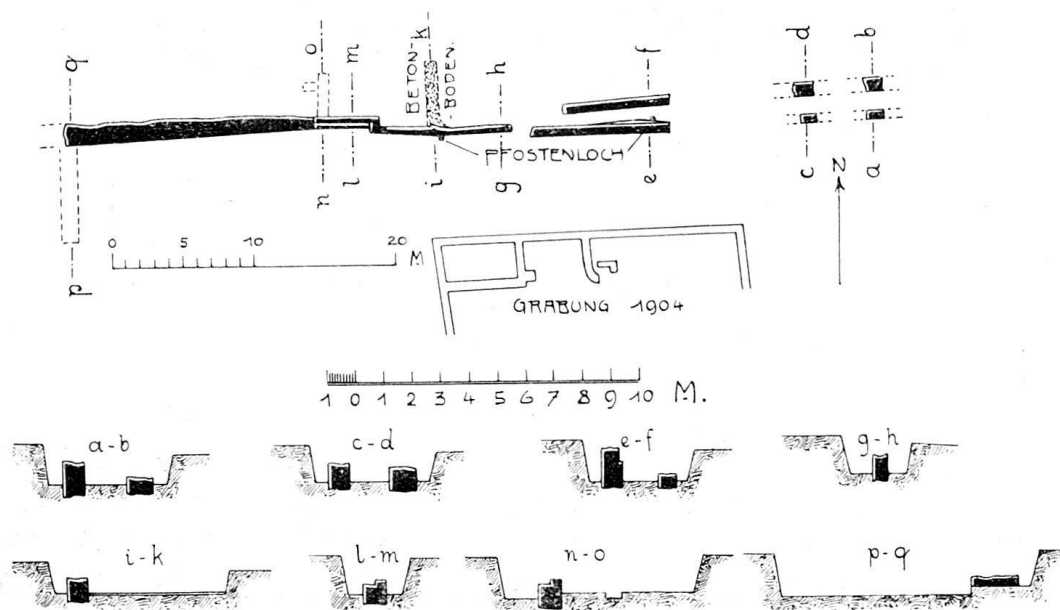 q
o
m
BETON-
BODEN.
k
h
f
d
b
PFOSTENLOCH
p
n
l
i
g
e
c
a
N
0 5 10 20 M
GRABUNG 1904
1 0 1 2 3 4 5 6 7 8 9 10 M.
a-b
c-d
e-f
g-h
i-k
l-m
n-o
p-q